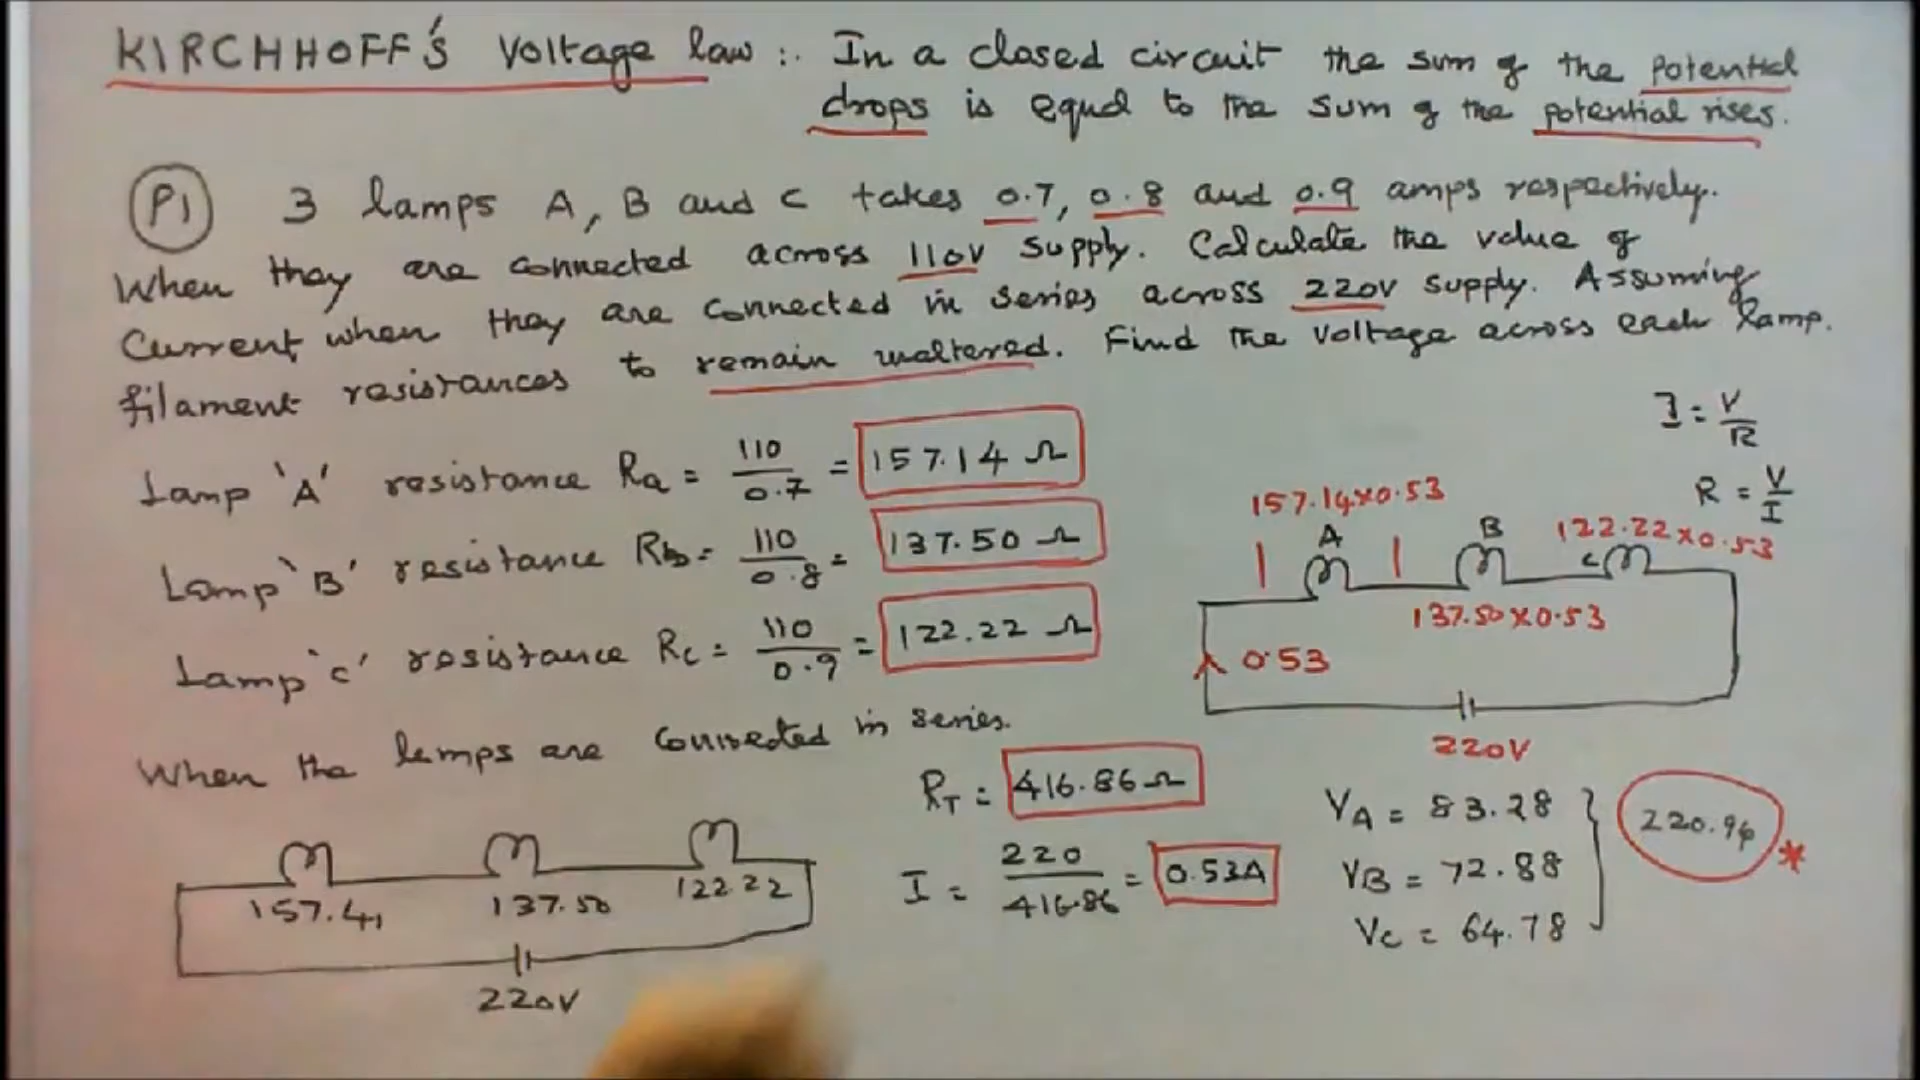 KIRCHHOFF'S Voltage law :. In a closed circuit the sum of the potential
drops is equal to the sum of the potential rises.
P1 3 lamps A, B and C takes 0.7, 0.8 and 0.9 amps respectively.
When they are connected across 110V supply. Calculate the value of
Current when they are connected in series across 220V supply. Assuming
filament resistances to remain unaltered. Find the voltage across each lamp.
I = V/R
R = V/I
Lamp 'A' resistance Ra = 110/0.7 = 157.14 Ω
Lamp 'B' resistance Rb = 110/0.8 = 137.50 Ω
Lamp 'C' resistance Rc = 110/0.9 = 122.22 Ω
157.14x0.53
A B C 122.22x0.53
137.50x0.53
0.53
220V
When the lamps are connected in series.
157.41 137.50 122.22
220V
RT = 416.86 Ω
I = 220/416.86 = 0.53A
VA = 83.28
VB = 72.88
VC = 64.78
220.94 *